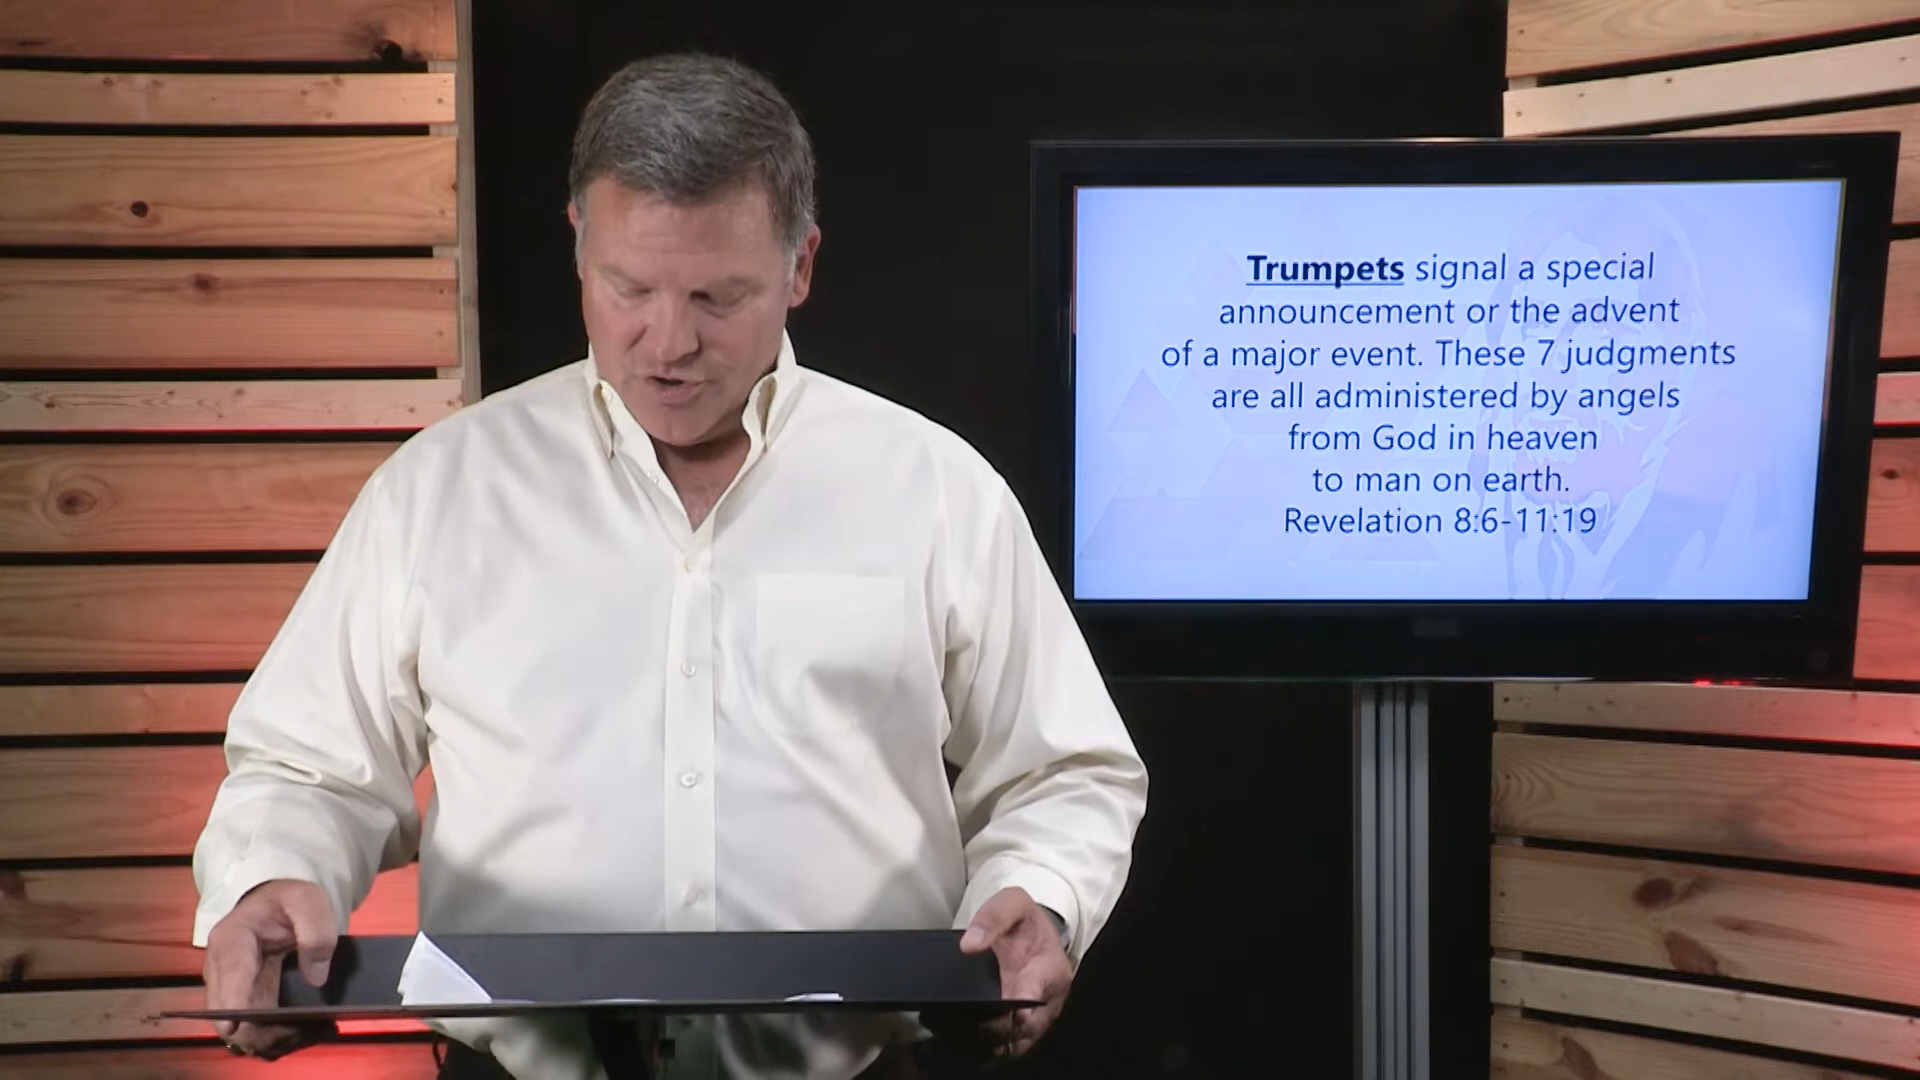 Trumpets signal a special
announcement or the advent
of a major event. These 7 judgments
are all administered by angels
from God in heaven
to man on earth.
Revelation 8:6-11:19